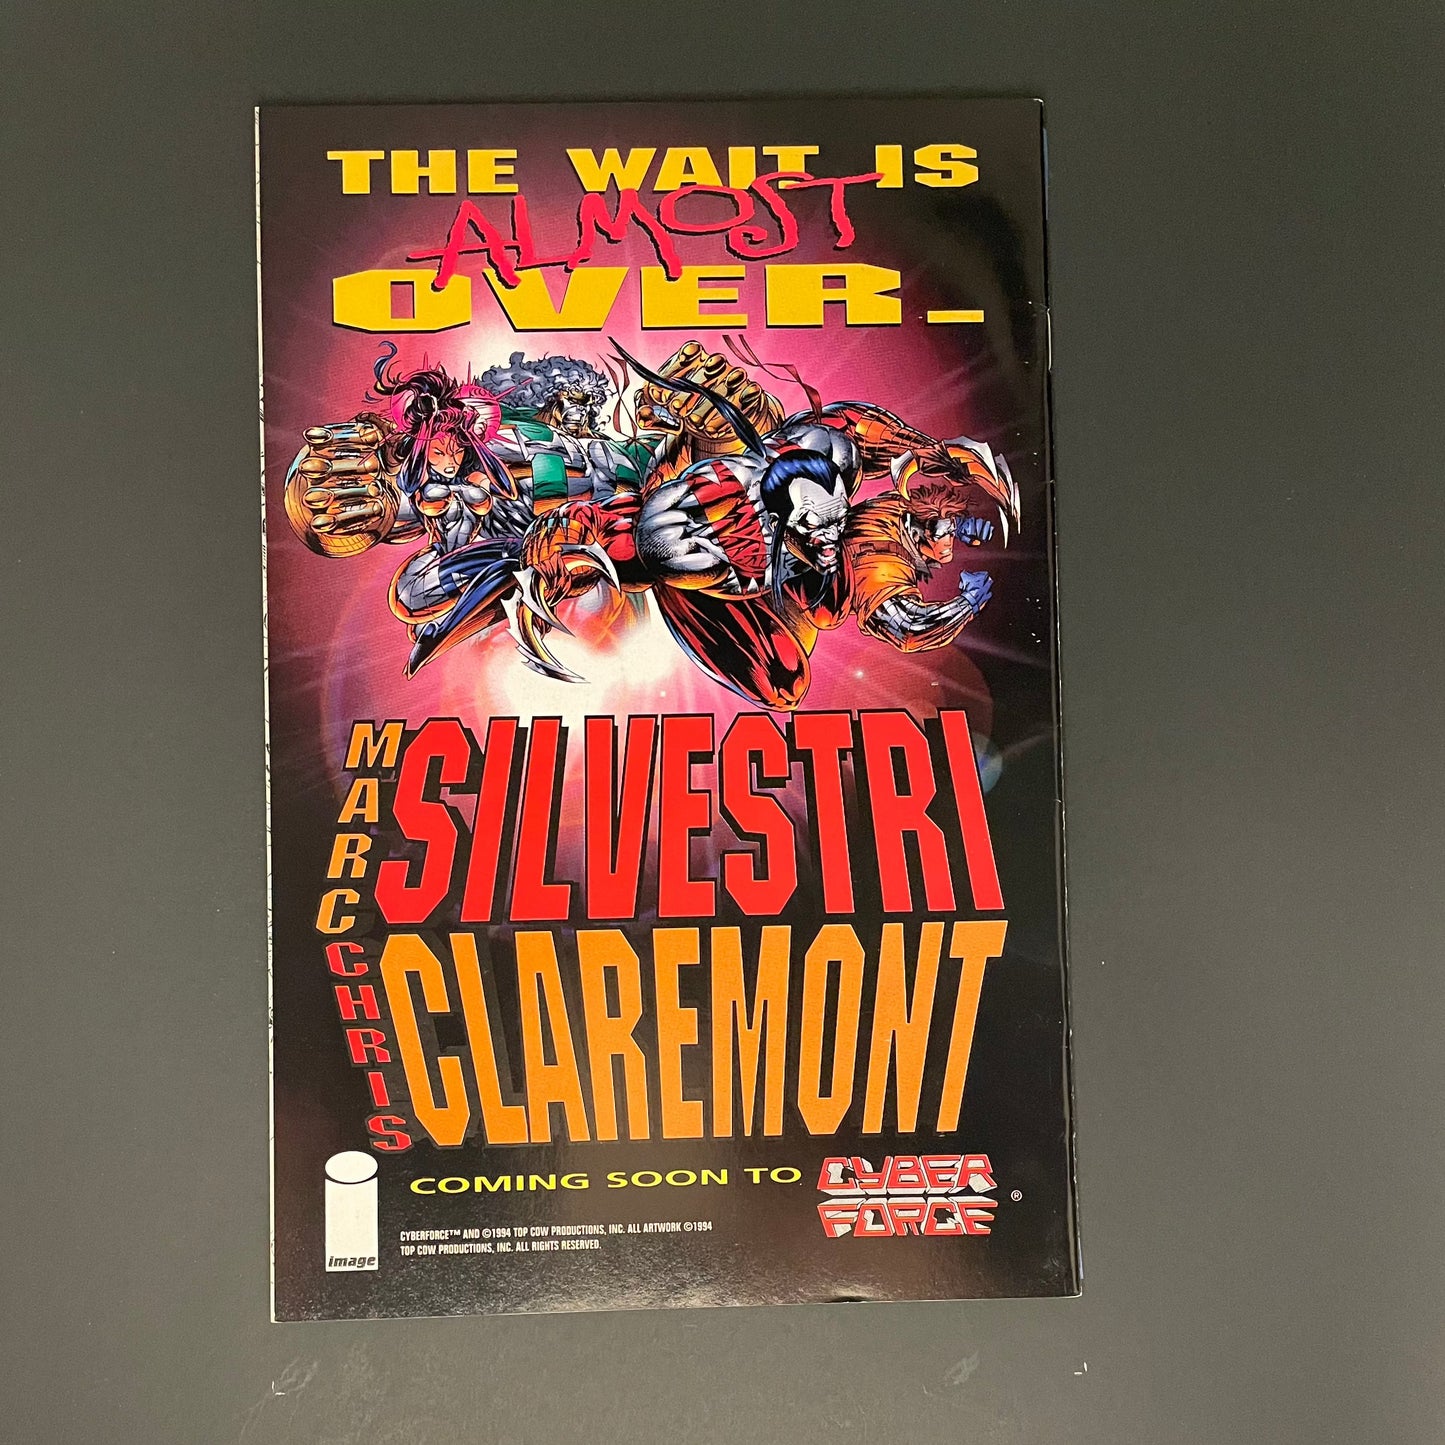 THE WAIT IS
ALMOST
OVER_
MARC SILVESTRI
CHRIS CLAREMONT
COMING SOON TO CYBER FORCE ®
CYBERFORCE™ AND ©1994 TOP COW PRODUCTIONS, INC. ALL ARTWORK ©1994
TOP COW PRODUCTIONS, INC. ALL RIGHTS RESERVED.
image